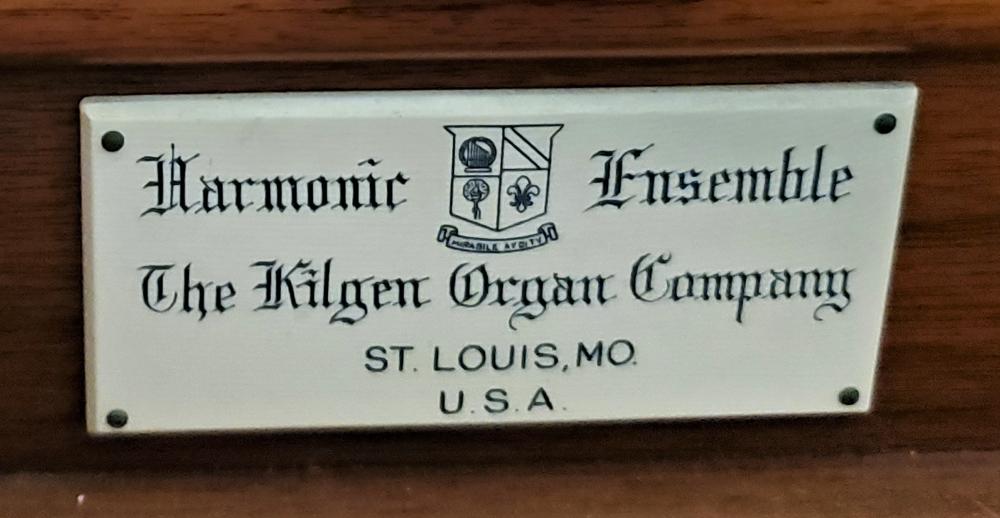 Harmonic Ensemble
MIRABILE AVDITV
The Kilgen Organ Company
ST. LOUIS, MO.
U.S.A.